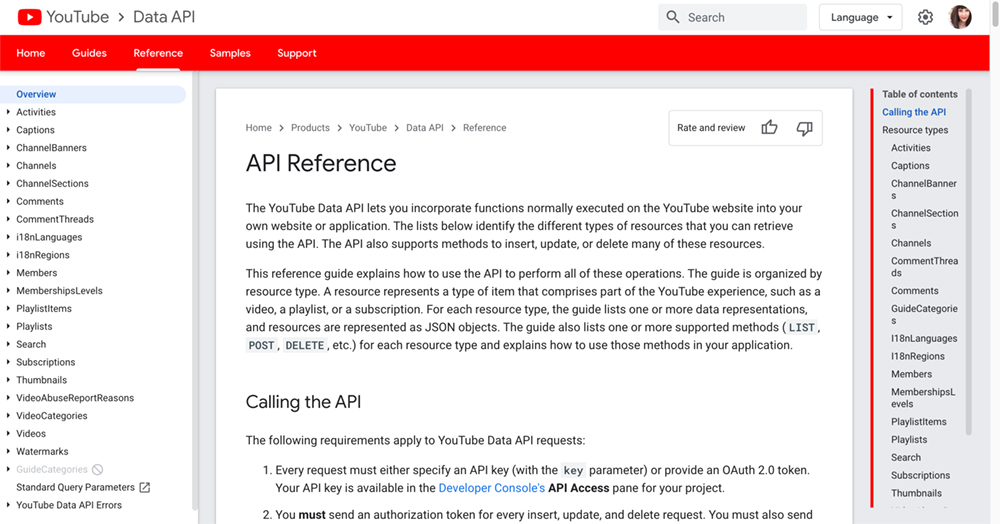 YouTube > Data API
Search
Language
Home Guides Reference Samples Support
Overview
Activities
Captions
ChannelBanners
Channels
ChannelSections
Comments
CommentThreads
i18nLanguages
i18nRegions
Members
MembershipsLevels
PlaylistItems
Playlists
Search
Subscriptions
Thumbnails
VideoAbuseReportReasons
VideoCategories
Videos
Watermarks
GuideCategories
Standard Query Parameters
YouTube Data API Errors
Home > Products > YouTube > Data API > Reference
Rate and review
API Reference
The YouTube Data API lets you incorporate functions normally executed on the YouTube website into your
own website or application. The lists below identify the different types of resources that you can retrieve
using the API. The API also supports methods to insert, update, or delete many of these resources.
This reference guide explains how to use the API to perform all of these operations. The guide is organized by
resource type. A resource represents a type of item that comprises part of the YouTube experience, such as a
video, a playlist, or a subscription. For each resource type, the guide lists one or more data representations,
and resources are represented as JSON objects. The guide also lists one or more supported methods (LIST,
POST, DELETE, etc.) for each resource type and explains how to use those methods in your application.
Calling the API
The following requirements apply to YouTube Data API requests:
1. Every request must either specify an API key (with the key parameter) or provide an OAuth 2.0 token.
Your API key is available in the Developer Console's API Access pane for your project.
2. You must send an authorization token for every insert, update, and delete request. You must also send
Table of contents
Calling the API
Resource types
Activities
Captions
ChannelBanner
s
ChannelSection
s
Channels
CommentThrea
ds
Comments
GuideCategorie
s
I18nLanguages
I18nRegions
Members
MembershipsL
evels
PlaylistItems
Playlists
Search
Subscriptions
Thumbnails